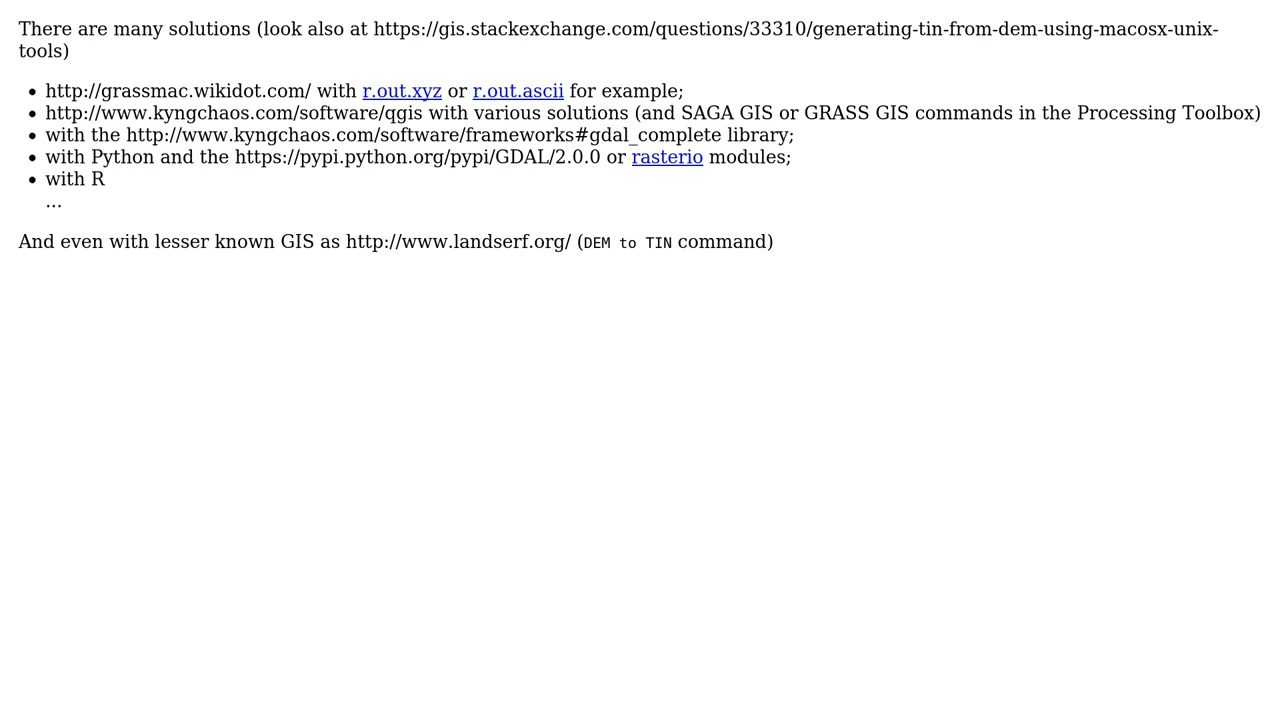 There are many solutions (look also at https://gis.stackexchange.com/questions/33310/generating-tin-from-dem-using-macosx-unix-
tools)
• http://grassmac.wikidot.com/ with r.out.xyz or r.out.ascii for example;
• http://www.kyngchaos.com/software/qgis with various solutions (and SAGA GIS or GRASS GIS commands in the Processing Toolbox)
• with the http://www.kyngchaos.com/software/frameworks#gdal_complete library;
• with Python and the https://pypi.python.org/pypi/GDAL/2.0.0 or rasterio modules;
• with R
...
And even with lesser known GIS as http://www.landserf.org/ (DEM to TIN command)